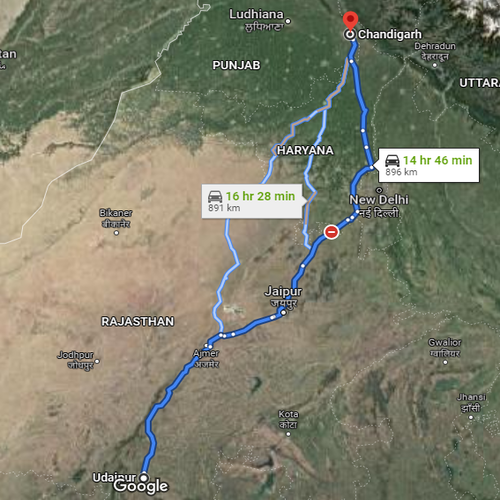 Ludhiana
ਲੁਧਿਆਣਾ
Chandigarh
Dehradun
देहरादून
PUNJAB
UTTARA
tan
HARYANA
14 hr 46 min
896 km
16 hr 28 min
891 km
New Delhi
नई दिल्ली
Bikaner
बीकानेर
Jaipur
जयपुर
RAJASTHAN
Ajmer
अजमेर
Jodhpur
जोधपुर
Gwalior
ग्वालियर
Jhansi
झाँसी
Kota
कोटा
Udaipur
Google